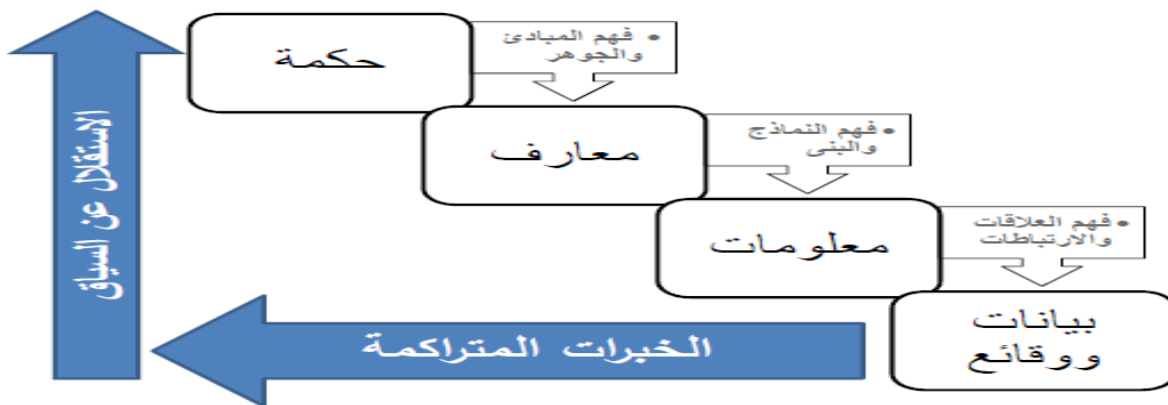 حكمة
• فهم المبادئ
والجوهر
معارف
• فهم النماذج
والبنى
معلومات
• فهم العلاقات
والارتباطات
بيانات
ووقائع
الخبرات المتراكمة
الاستقلال عن السياق